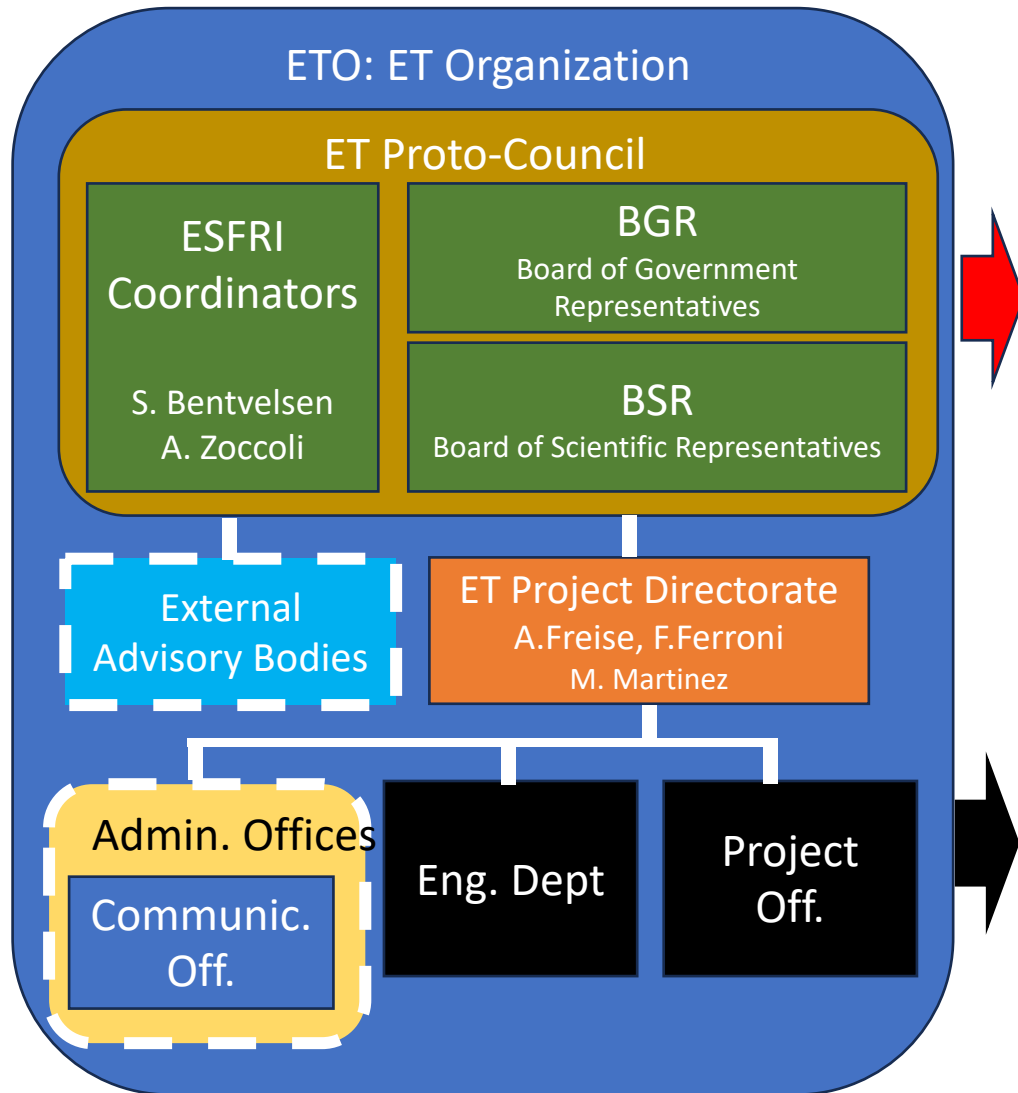 ETO: ET Organization
ET Proto-Council
ESFRI
Coordinators
S. Bentvelsen
A. Zoccoli
BGR
Board of Government
Representatives
BSR
Board of Scientific Representatives
External
Advisory Bodies
ET Project Directorate
A.Freise, F.Ferroni
M. Martinez
Admin. Offices
Communic.
Off.
Eng. Dept
Project
Off.